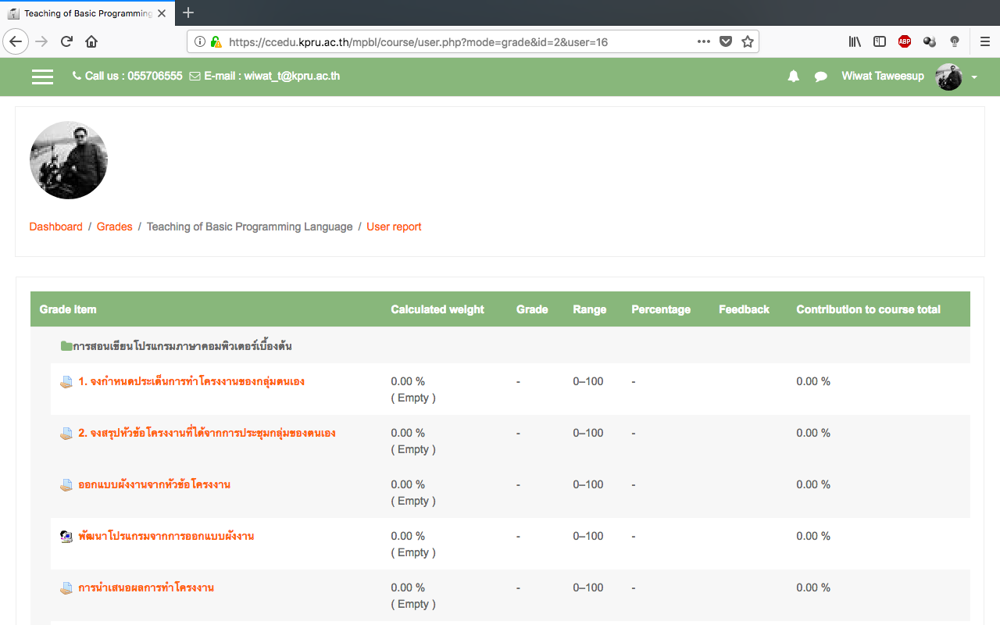 Teaching of Basic Programming
https://ccedu.kpru.ac.th/mpbl/course/user.php?mode=grade&id=2&user=16
ABP
Call us : 055706555 E-mail : wiwat_t@kpru.ac.th
Wiwat Taweesup
Dashboard / Grades / Teaching of Basic Programming Language / User report
Grade item Calculated weight Grade Range Percentage Feedback Contribution to course total
การสอนเขียนโปรแกรมภาษาคอมพิวเตอร์เบื้องต้น
1. จงกำหนดประเด็นการทำโครงงานของกลุ่มตนเอง 0.00 % - 0–100 - 0.00 %
( Empty )
2. จงสรุปหัวข้อโครงงานที่ได้จากการประชุมกลุ่มของตนเอง 0.00 % - 0–100 - 0.00 %
( Empty )
ออกแบบผังงานจากหัวข้อโครงงาน 0.00 % - 0–100 - 0.00 %
( Empty )
พัฒนาโปรแกรมจากการออกแบบผังงาน 0.00 % - 0–100 - 0.00 %
( Empty )
การนำเสนอผลการทำโครงงาน 0.00 % - 0–100 - 0.00 %
( Empty )